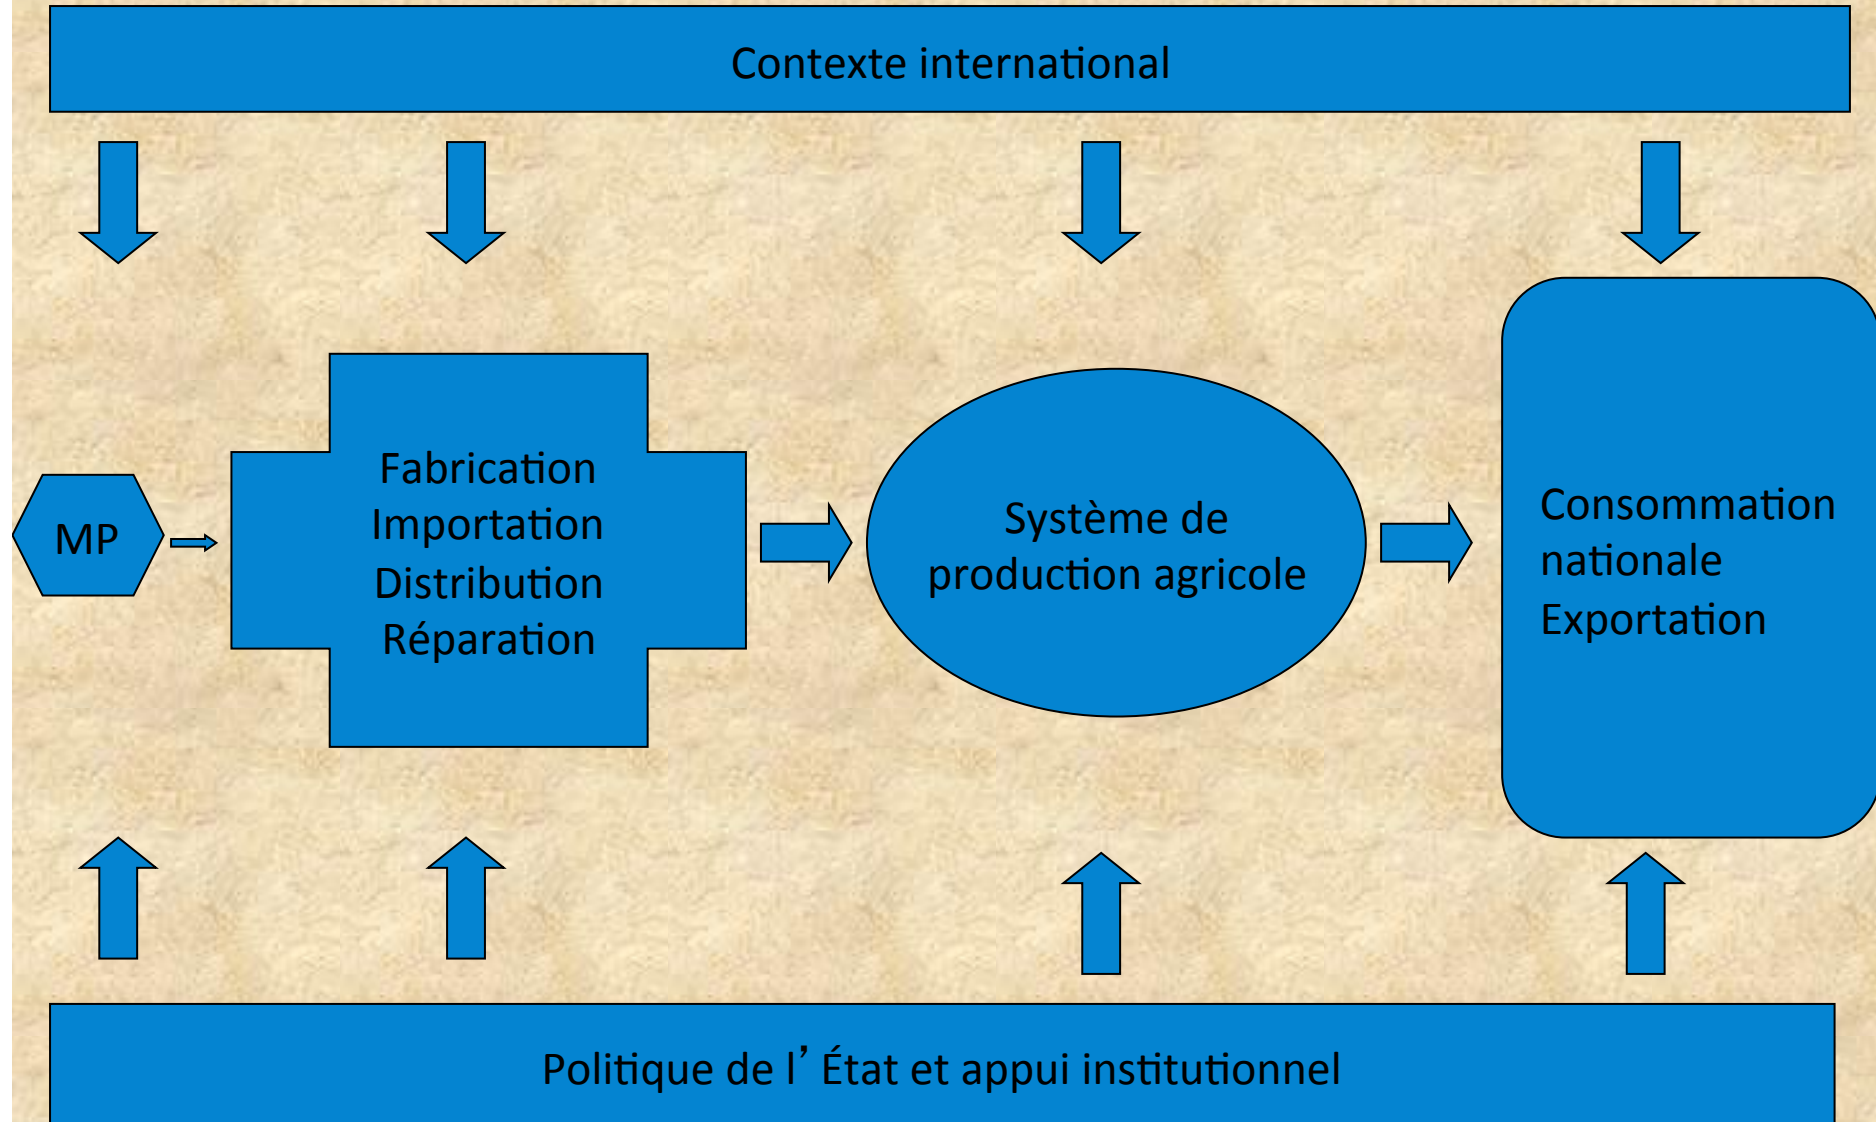 Contexte international
MP
Fabrication
Importation
Distribution
Réparation
Système de
production agricole
Consommation
nationale
Exportation
Politique de l’ État et appui institutionnel